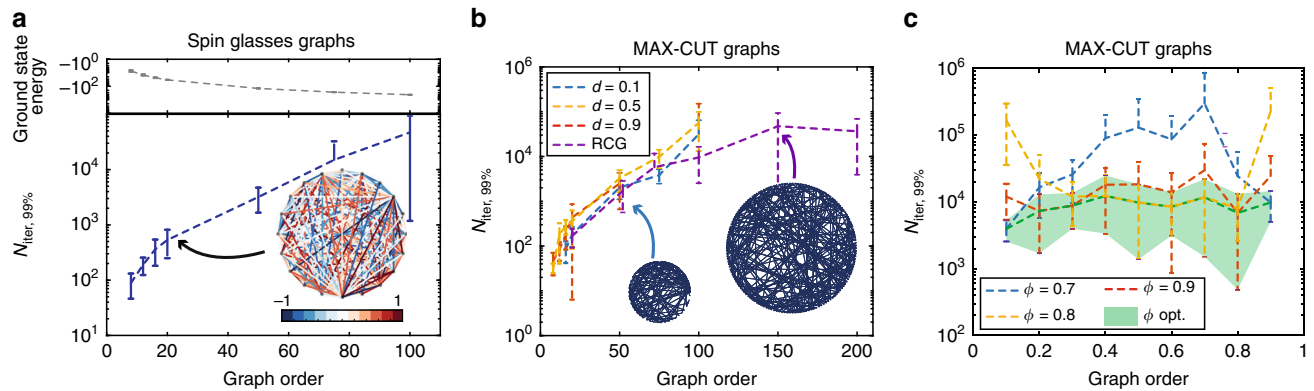 a
Spin glasses graphs
Ground state
energy
−10⁰
−10²
N iter, 99%
10⁴
10³
10²
10¹
−1 1
0 20 40 60 80 100
Graph order
b
MAX-CUT graphs
N iter, 99%
10⁶
10⁴
10²
10⁰
d = 0.1
d = 0.5
d = 0.9
RCG
0 50 100 150 200
Graph order
c
MAX-CUT graphs
N iter, 99%
10⁶
10⁵
10⁴
10³
10²
ϕ = 0.7
ϕ = 0.8
ϕ = 0.9
ϕ opt.
0 0.2 0.4 0.6 0.8 1
Graph order